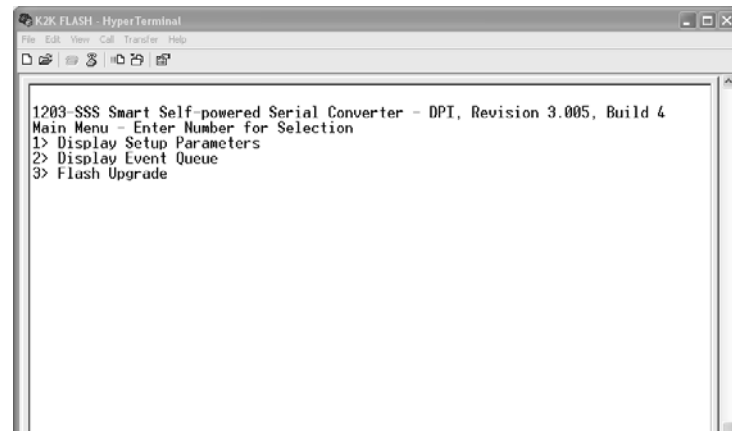 K2K FLASH - HyperTerminal
File Edit View Call Transfer Help
1203-SSS Smart Self-powered Serial Converter - DPI, Revision 3.005, Build 4
Main Menu - Enter Number for Selection
1> Display Setup Parameters
2> Display Event Queue
3> Flash Upgrade